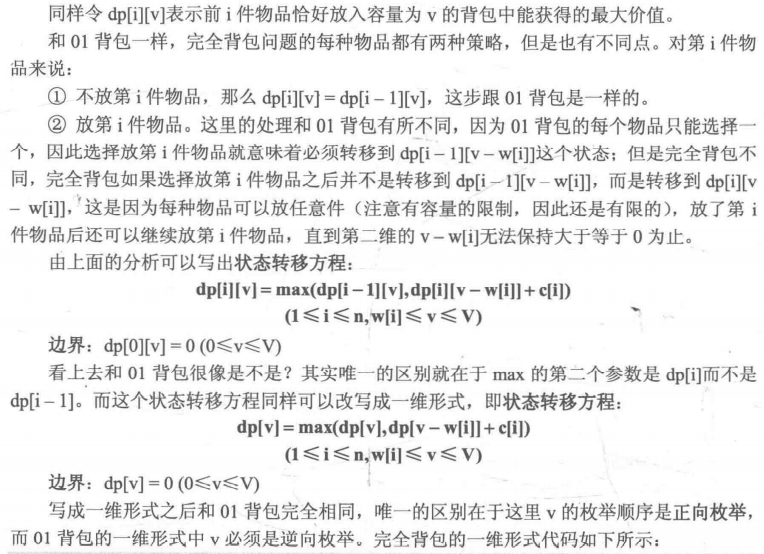 同样令 dp[i][v]表示前 i 件物品恰好放入容量为 v 的背包中能获得的最大价值。
和 01 背包一样，完全背包问题的每种物品都有两种策略，但是也有不同点。对第 i 件物
品来说：
① 不放第 i 件物品，那么 dp[i][v] = dp[i – 1][v]，这步跟 01 背包是一样的。
② 放第 i 件物品。这里的处理和 01 背包有所不同，因为 01 背包的每个物品只能选择一
个，因此选择放第 i 件物品就意味着必须转移到 dp[i – 1][v – w[i]]这个状态；但是完全背包不
同，完全背包如果选择放第 i 件物品之后并不是转移到 dp[i – 1][v – w[i]]，而是转移到 dp[i][v
– w[i]]，这是因为每种物品可以放任意件（注意有容量的限制，因此还是有限的），放了第 i
件物品后还可以继续放第 i 件物品，直到第二维的 v – w[i]无法保持大于等于 0 为止。
由上面的分析可以写出状态转移方程：
dp[i][v] = max(dp[i – 1][v],dp[i][v – w[i]] + c[i])
(1≤i≤n,w[i]≤v≤V)
边界：dp[0][v] = 0 (0≤v≤V)
看上去和 01 背包很像是不是？其实唯一的区别就在于 max 的第二个参数是 dp[i]而不是
dp[i – 1]。而这个状态转移方程同样可以改写成一维形式，即状态转移方程：
dp[v] = max(dp[v],dp[v – w[i]] + c[i])
(1≤i≤n,w[i]≤v≤V)
边界：dp[v] = 0 (0≤v≤V)
写成一维形式之后和 01 背包完全相同，唯一的区别在于这里 v 的枚举顺序是正向枚举，
而 01 背包的一维形式中 v 必须是逆向枚举。完全背包的一维形式代码如下所示：